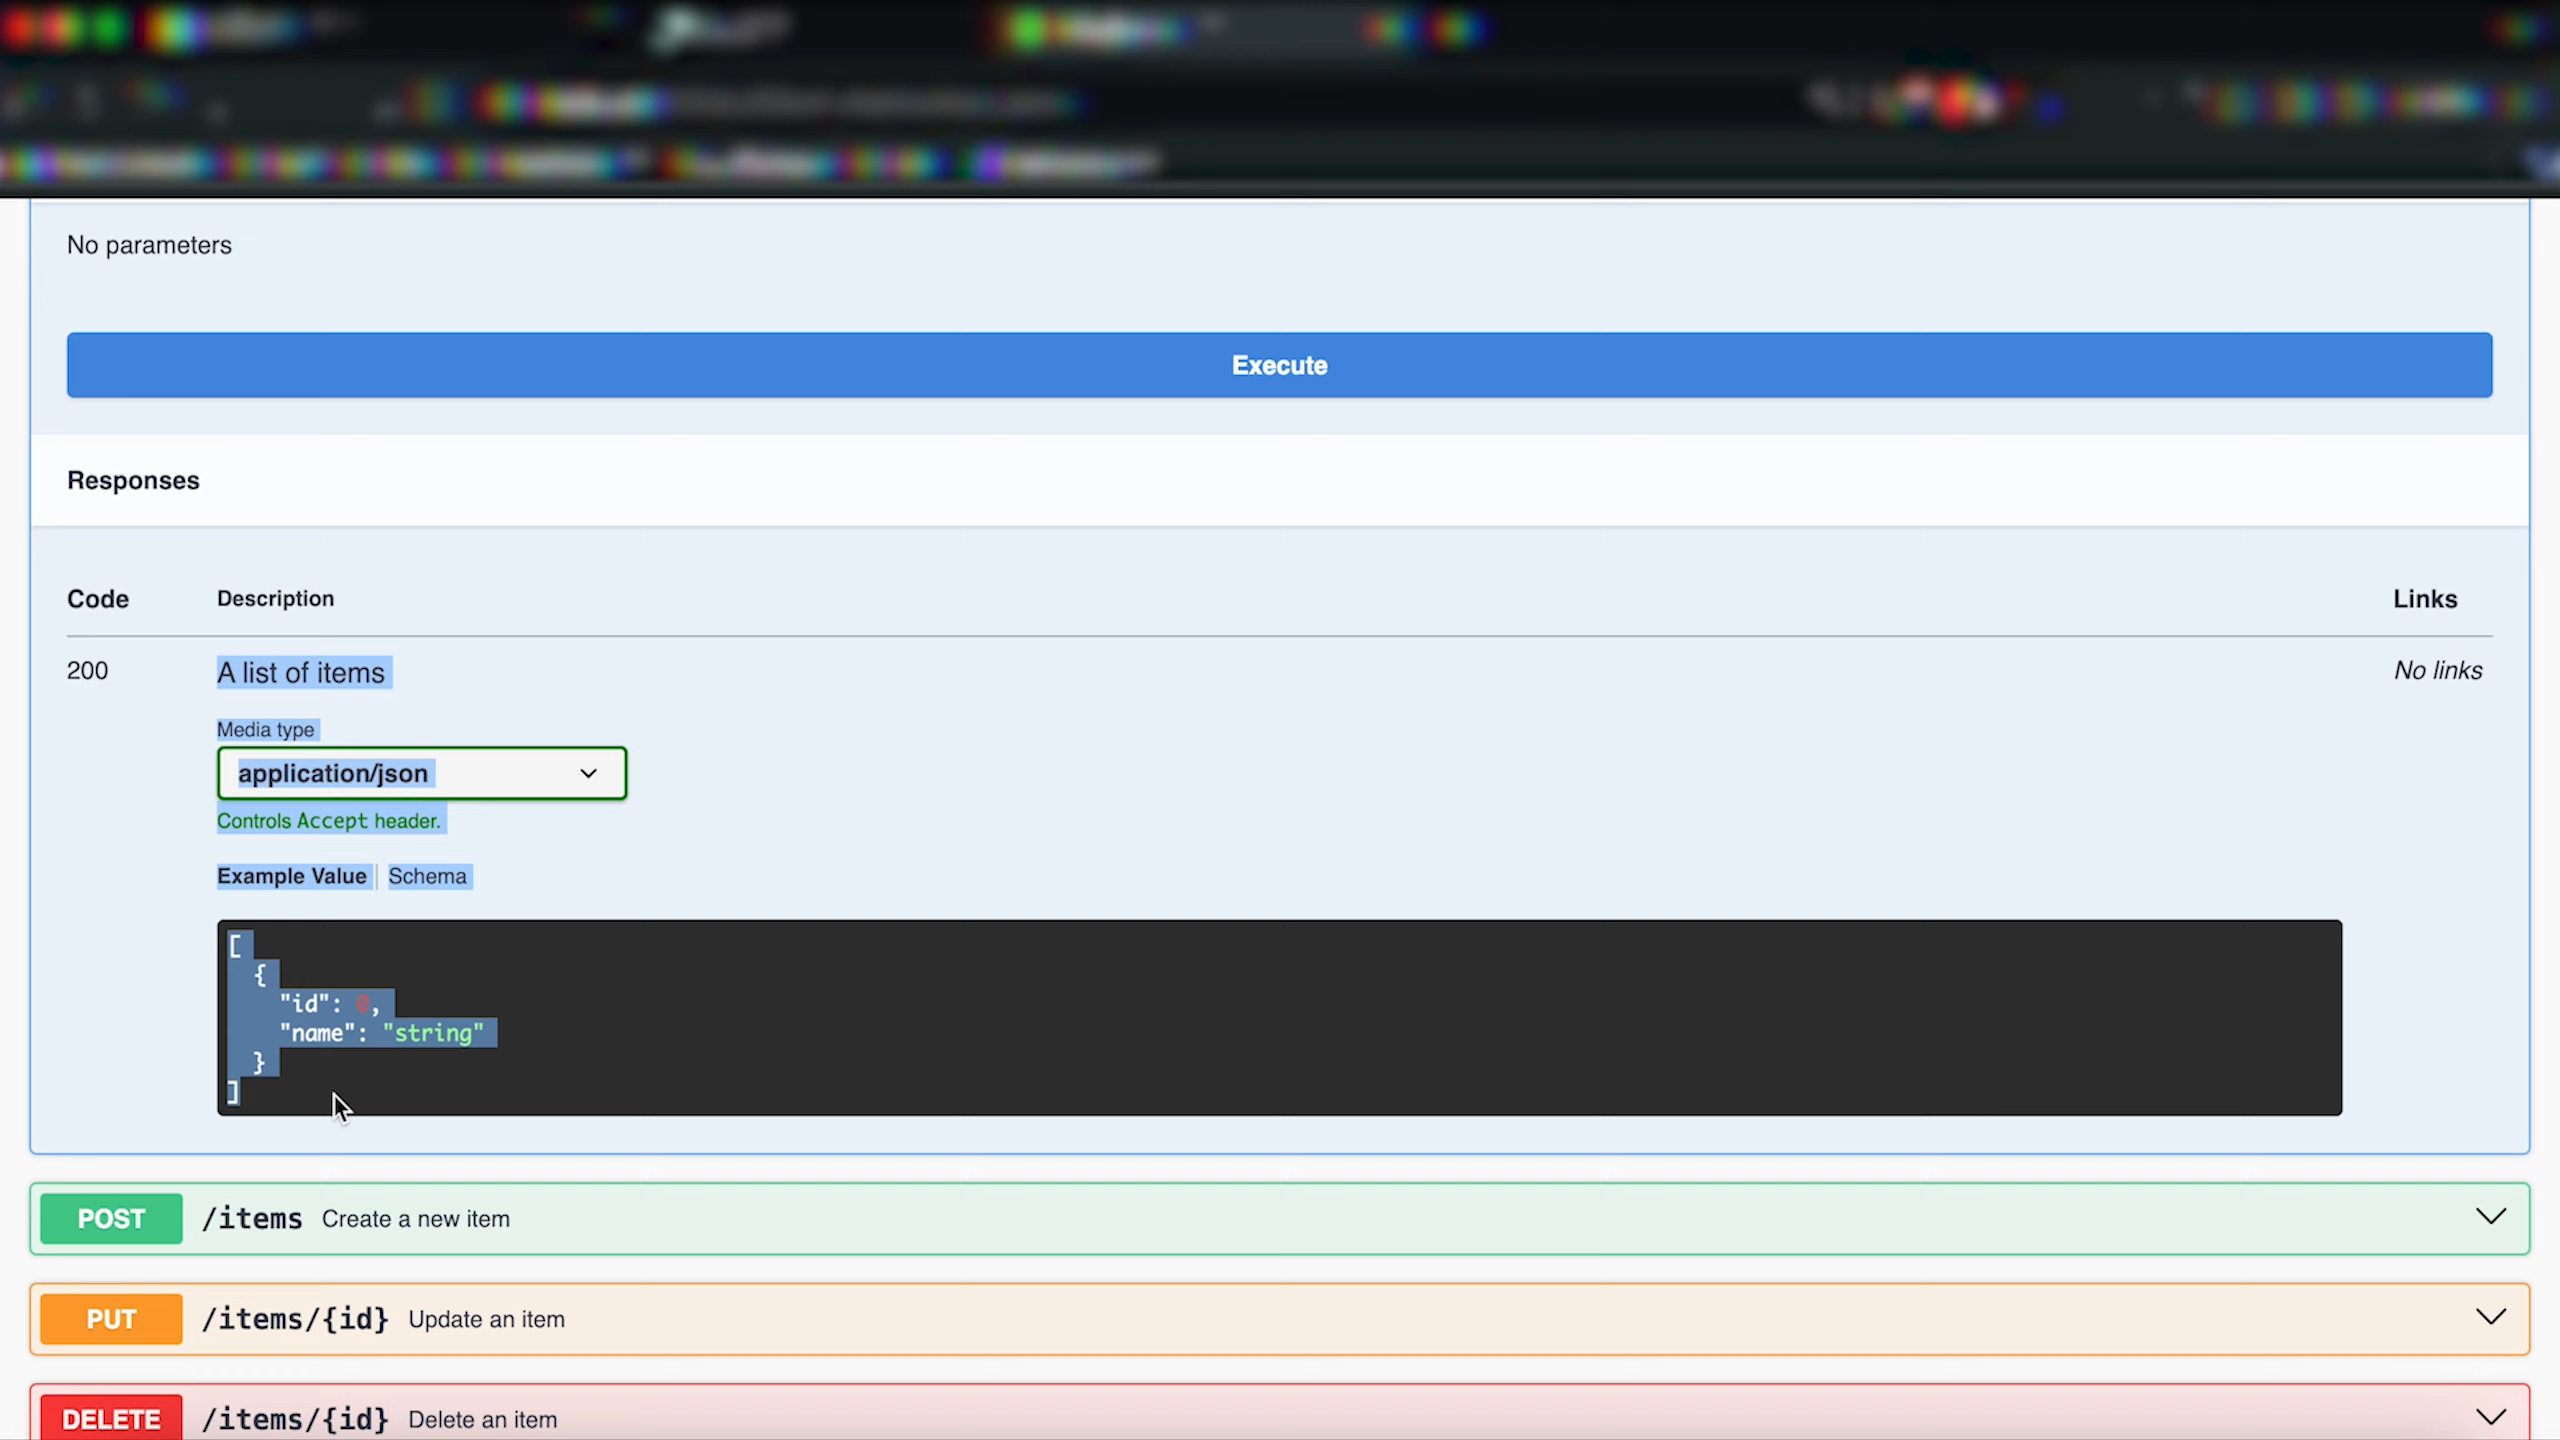 No parameters
Execute
Responses
Code Description Links
200 A list of items No links
Media type
application/json
Controls Accept header.
Example Value Schema
[
{
"id": 0,
"name": "string"
}
]
POST /items Create a new item
PUT /items/{id} Update an item
DELETE /items/{id} Delete an item